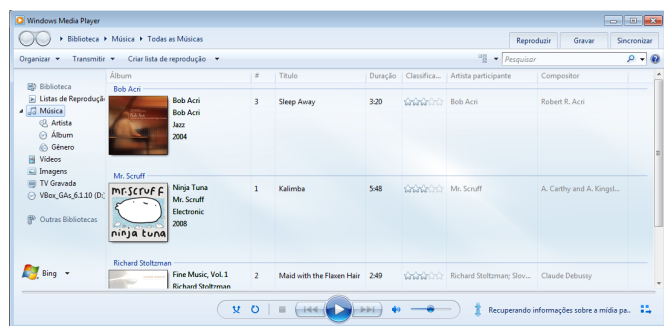 Windows Media Player
Biblioteca ▸ Música ▸ Todas as Músicas
Reproduzir Gravar Sincronizar
Organizar Transmitir Criar lista de reprodução Pesquisar
Álbum # Título Duração Classifica... Artista participante Compositor
Biblioteca
Listas de Reproduçã
Música
Artista
Álbum
Gênero
Vídeos
Imagens
TV Gravada
VBox_GAs_6.1.10 (D:
Outras Bibliotecas
Bing
Bob Acri
Bob Acri 3 Sleep Away 3:20 Bob Acri Robert R. Acri
Bob Acri
Jazz
2004
Mr. Scruff
mr.scruff
ninja tuna
Ninja Tuna 1 Kalimba 5:48 Mr. Scruff A. Carthy and A. Kingsl...
Mr. Scruff
Electronic
2008
Richard Stoltzman
Fine Music, Vol. 1 2 Maid with the Flaxen Hair 2:49 Richard Stoltzman; Slov... Claude Debussy
Richard Stoltzman
Recuperando informações sobre a mídia pa..